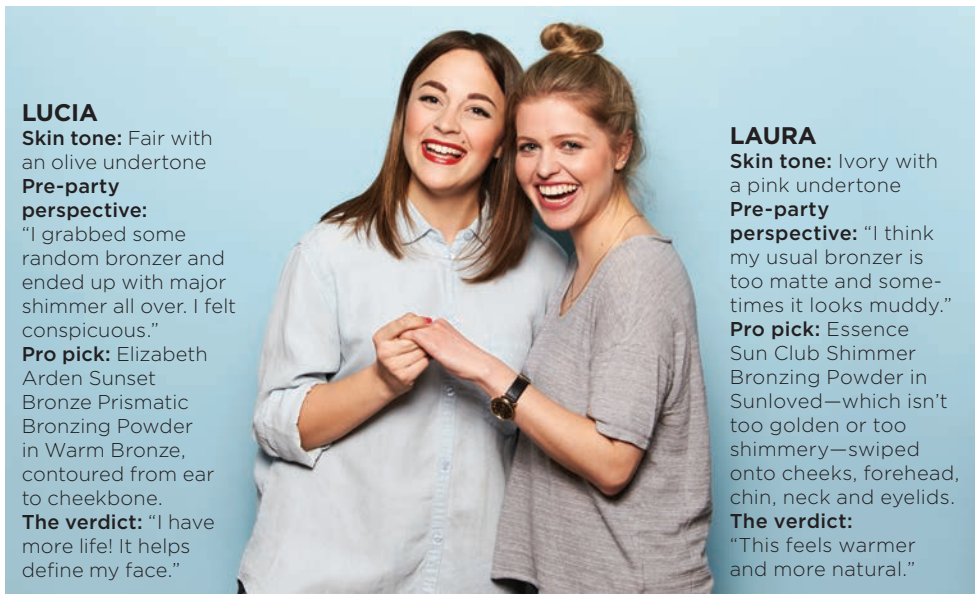 LUCIA
Skin tone: Fair with
an olive undertone
Pre-party
perspective:
“I grabbed some
random bronzer and
ended up with major
shimmer all over. I felt
conspicuous.”
Pro pick: Elizabeth
Arden Sunset
Bronze Prismatic
Bronzing Powder
in Warm Bronze,
contoured from ear
to cheekbone.
The verdict: “I have
more life! It helps
define my face.”
LAURA
Skin tone: Ivory with
a pink undertone
Pre-party
perspective: “I think
my usual bronzer is
too matte and some-
times it looks muddy.”
Pro pick: Essence
Sun Club Shimmer
Bronzing Powder in
Sunloved—which isn’t
too golden or too
shimmery—swiped
onto cheeks, forehead,
chin, neck and eyelids.
The verdict:
“This feels warmer
and more natural.”